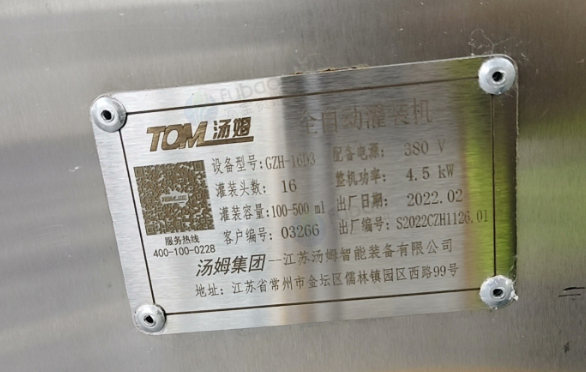 TOM 汤姆
全自动灌装机
设备型号:GZH-16D3 配备电源: 380 V
灌装头数: 16 整机功率: 4.5 kW
灌装容量:100-500 ml 出厂日期: 2022.02
客户编号: 03266 出厂编号: S2022CZH1126.01
服务热线
400-100-0228
汤姆集团—江苏汤姆智能装备有限公司
地址: 江苏省常州市金坛区儒林镇园区西路99号